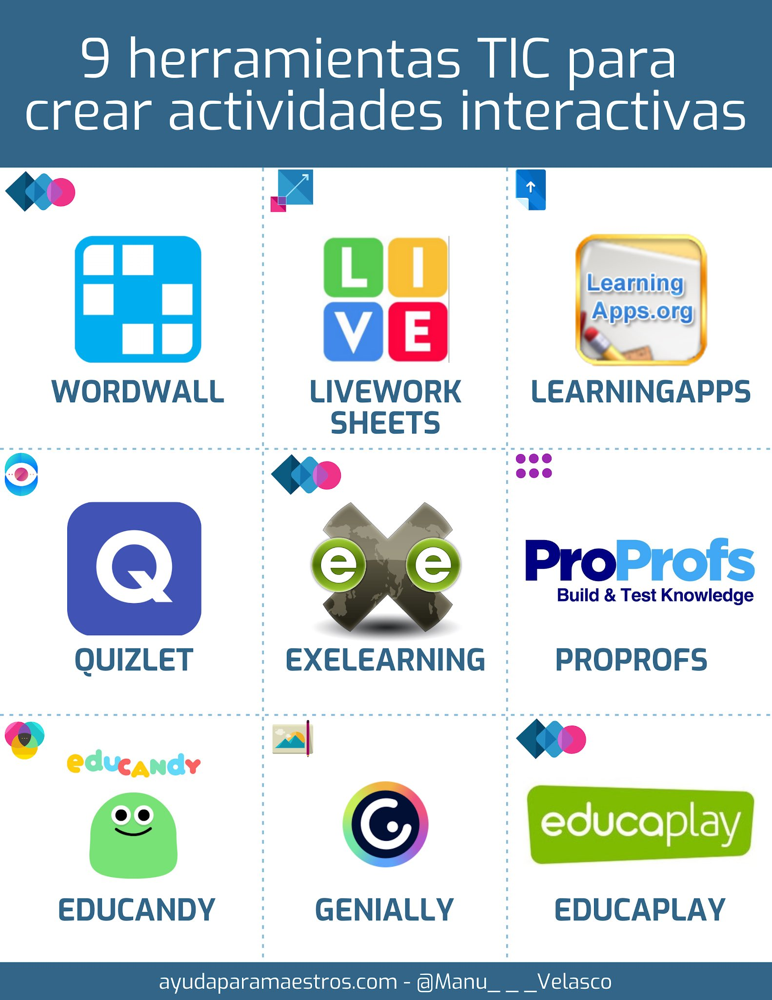 9 herramientas TIC para
crear actividades interactivas
L I
V E
Learning
Apps.org
WORDWALL
LIVEWORK
SHEETS
LEARNINGAPPS
Q
e e
ProProfs
Build & Test Knowledge
QUIZLET
EXELEARNING
PROPROFS
educandy
educaplay
EDUCANDY
GENIALLY
EDUCAPLAY
ayudaparamaestros.com - @Manu_ _ _Velasco